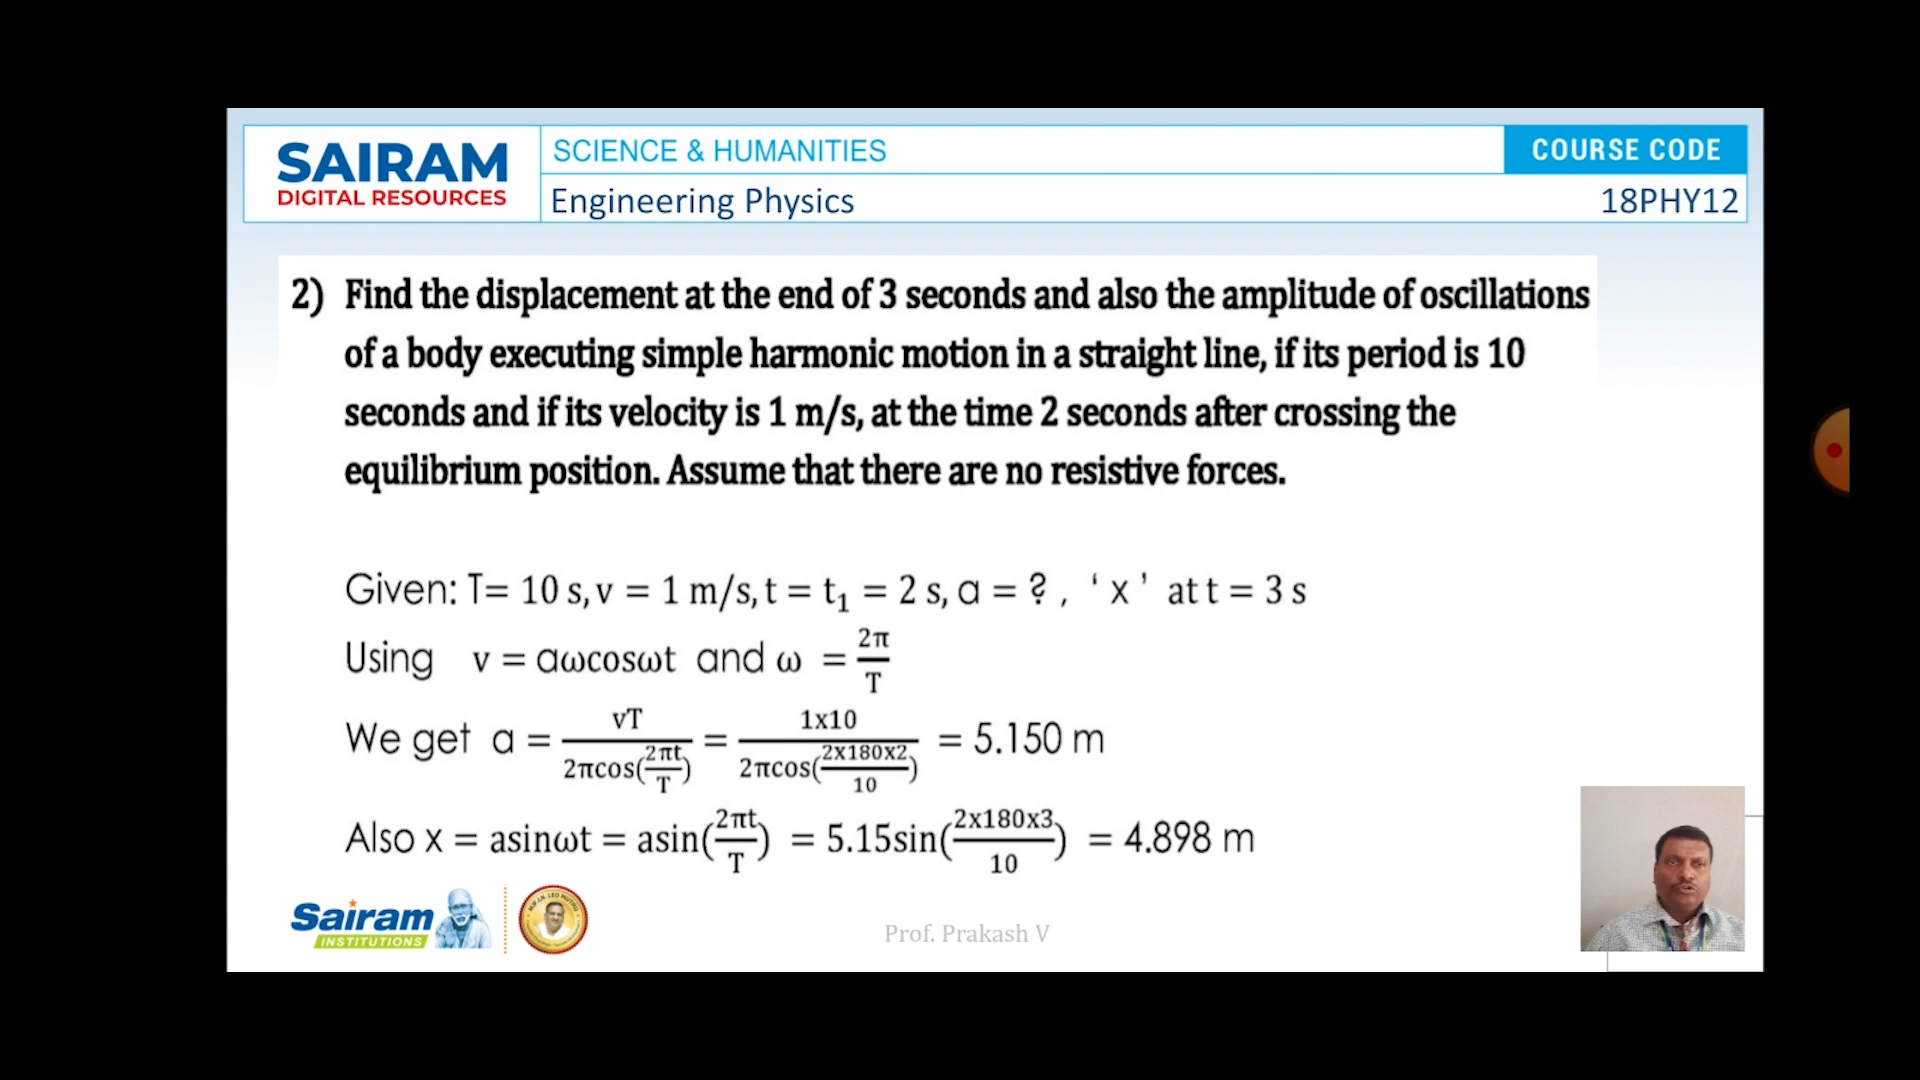 SAIRAM
DIGITAL RESOURCES
SCIENCE & HUMANITIES
COURSE CODE
Engineering Physics
18PHY12
2) Find the displacement at the end of 3 seconds and also the amplitude of oscillations
of a body executing simple harmonic motion in a straight line, if its period is 10
seconds and if its velocity is 1 m/s, at the time 2 seconds after crossing the
equilibrium position. Assume that there are no resistive forces.
Given: T= 10 s, v = 1 m/s, t = t₁ = 2 s, a = ? , ‘ x ’ at t = 3 s
Using v = aωcosωt and ω = 2π/T
We get a = vT/2πcos(2πt/T) = 1x10/2πcos(2x180x2/10) = 5.150 m
Also x = asinωt = asin(2πt/T) = 5.15sin(2x180x3/10) = 4.898 m
Sairam
INSTITUTIONS
Prof. Prakash V